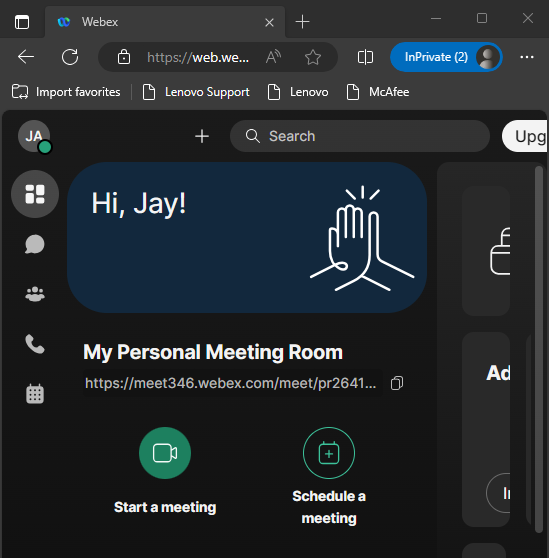 Webex
https://web.we...
InPrivate (2)
Import favorites
Lenovo Support
Lenovo
McAfee
JA
Search
Upg
Hi, Jay!
My Personal Meeting Room
https://meet346.webex.com/meet/pr2641...
Ad
Start a meeting
Schedule a
meeting
In